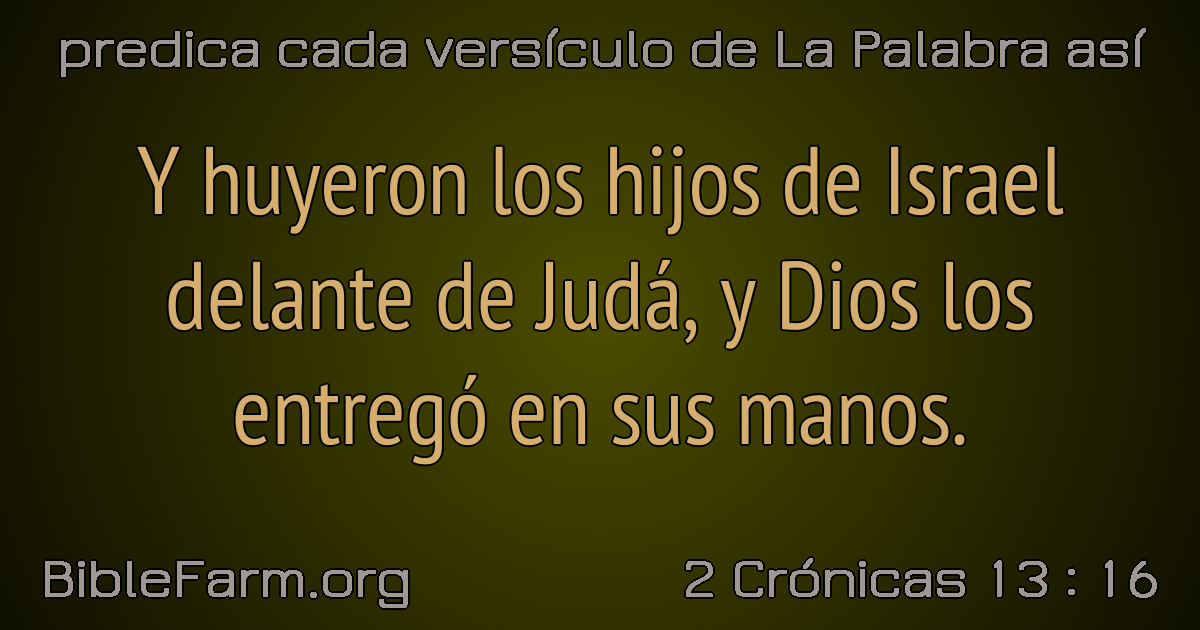 predica cada versículo de La Palabra así
Y huyeron los hijos de Israel
delante de Judá, y Dios los
entregó en sus manos.
BibleFarm.org
2 Crónicas 13 : 16